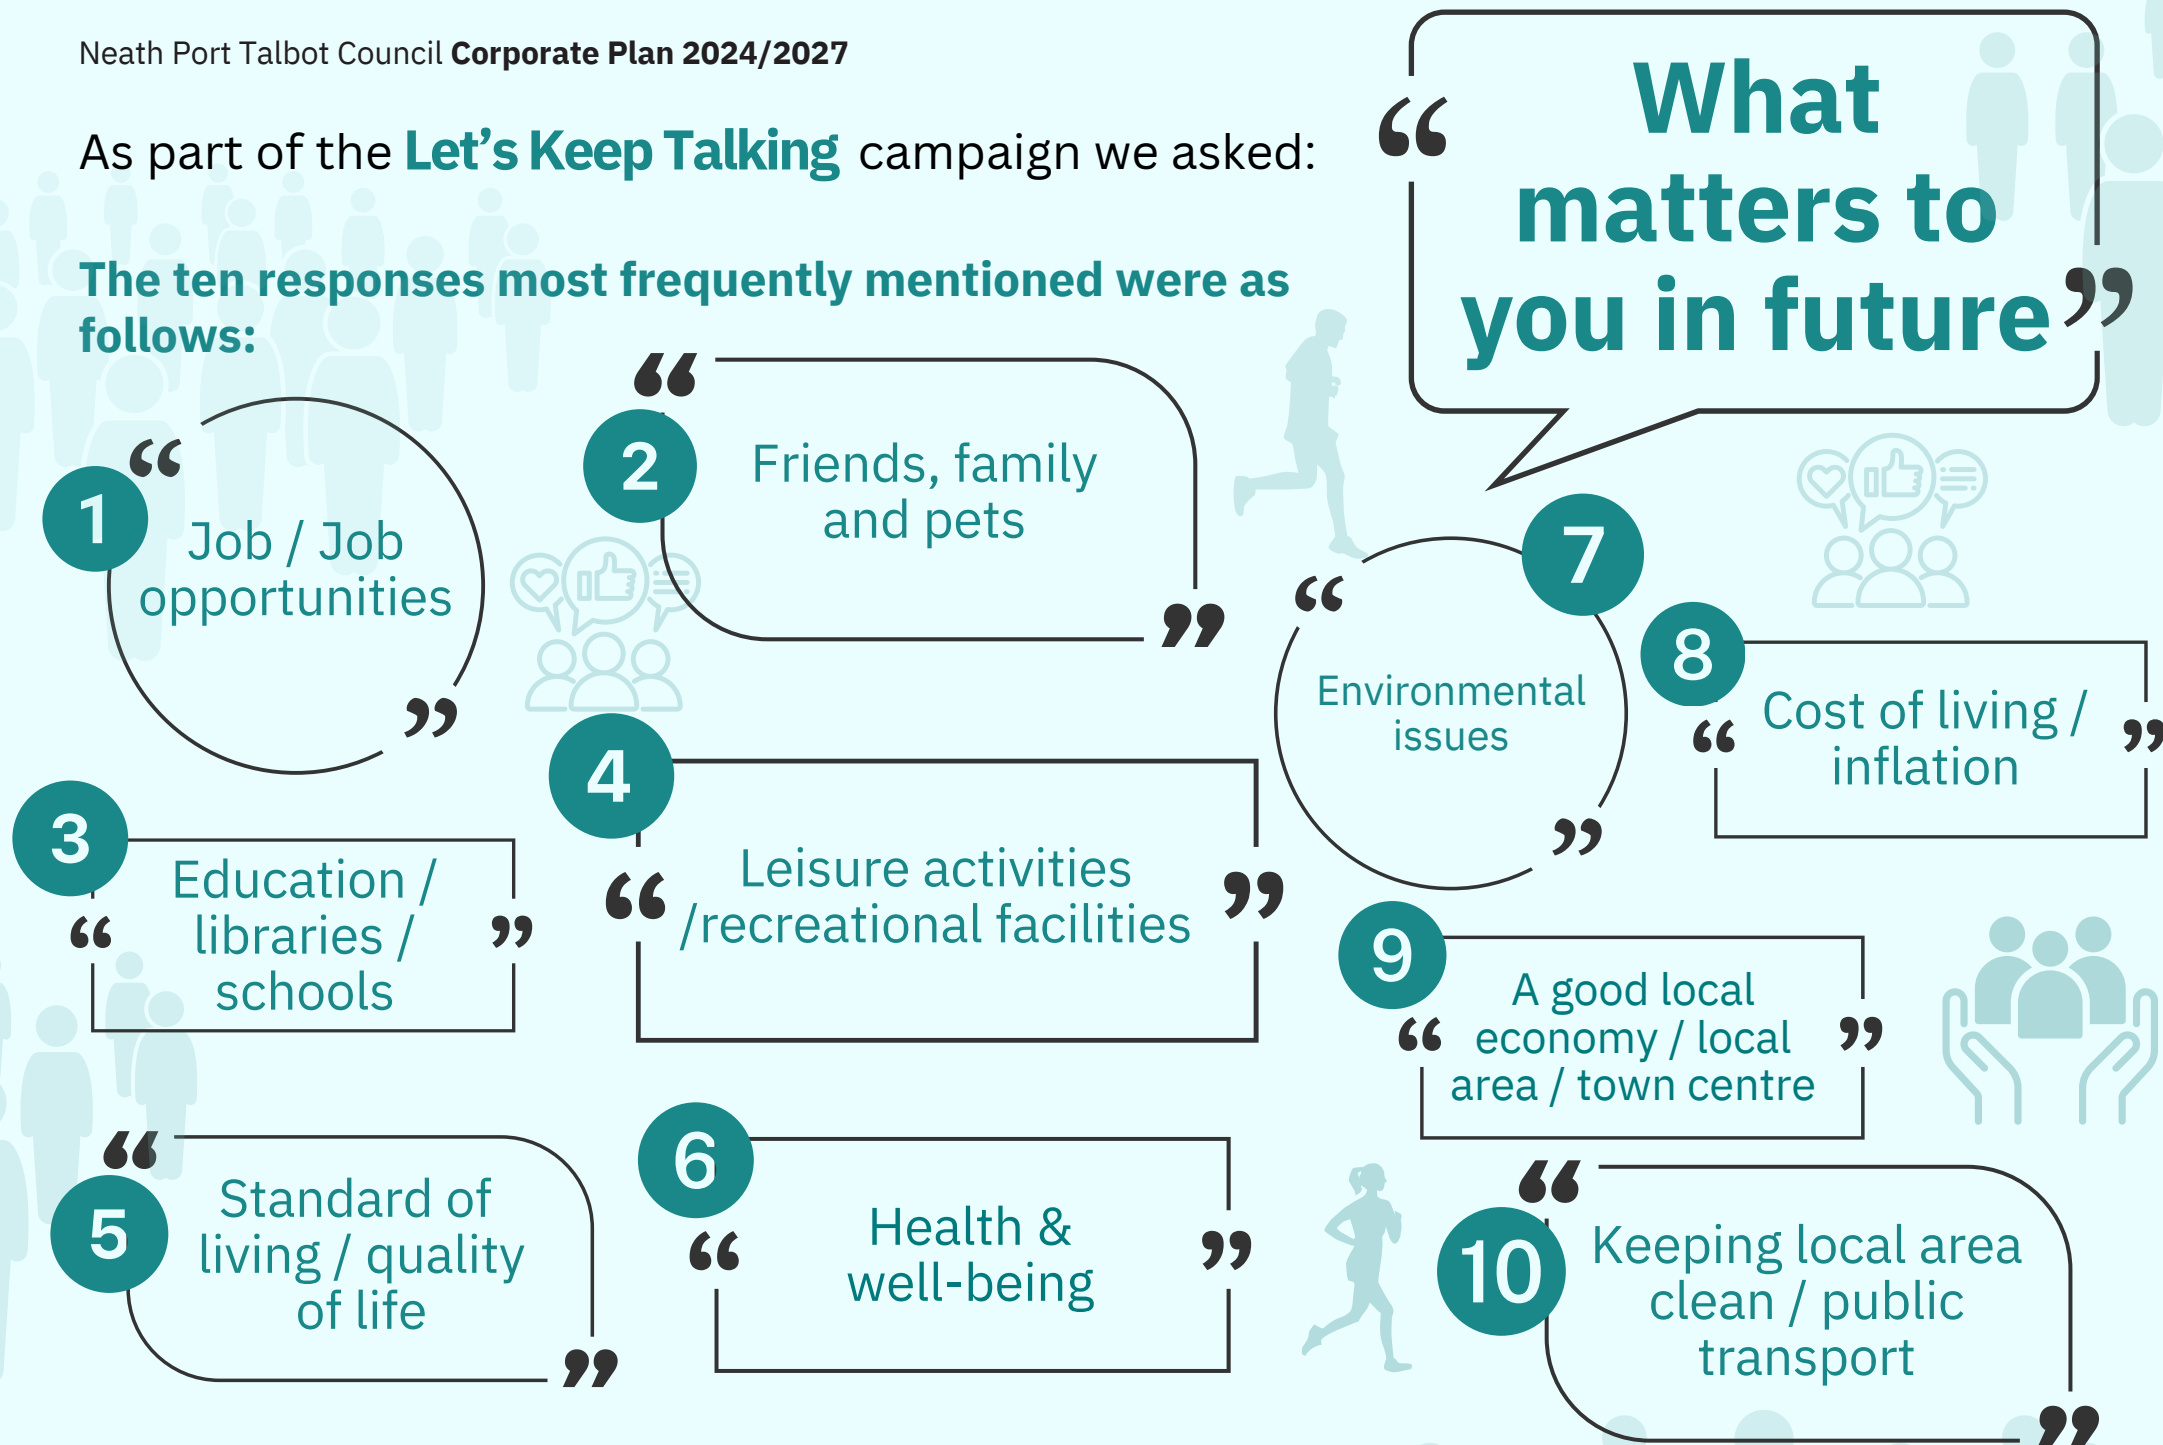 Neath Port Talbot Council Corporate Plan 2024/2027
As part of the Let's Keep Talking campaign we asked:
“ What
matters to
you in future ”
The ten responses most frequently mentioned were as
follows:
1
“ Job / Job
opportunities ”
2
“ Friends, family
and pets ”
3
“ Education /
libraries /
schools ”
4
“ Leisure activities
/recreational facilities ”
5
“ Standard of
living / quality
of life ”
6
“ Health &
well-being ”
7
“ Environmental
issues ”
8
“ Cost of living /
inflation ”
9
“ A good local
economy / local
area / town centre ”
10
“ Keeping local area
clean / public
transport ”